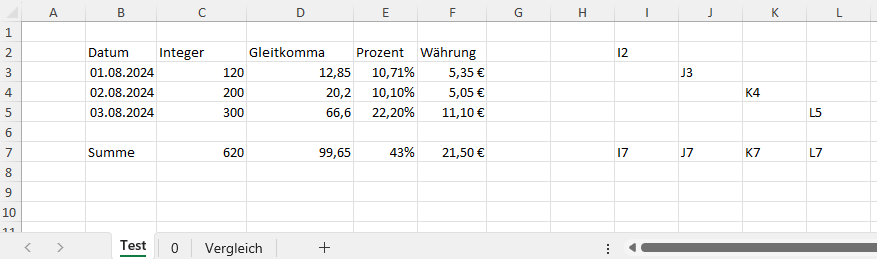 A B C D E F G H I J K L
1
2 Datum Integer Gleitkomma Prozent Währung I2
3 01.08.2024 120 12,85 10,71% 5,35 € J3
4 02.08.2024 200 20,2 10,10% 5,05 € K4
5 03.08.2024 300 66,6 22,20% 11,10 € L5
6
7 Summe 620 99,65 43% 21,50 € I7 J7 K7 L7
8
9
10
11
Test 0 Vergleich